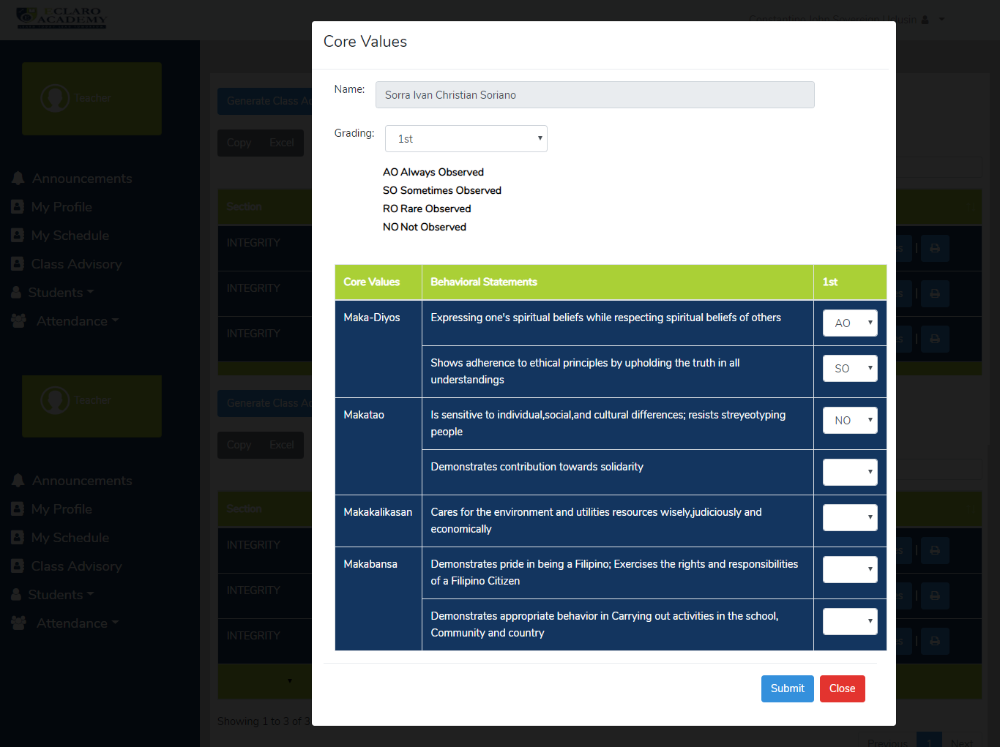 ECLARO
ACADEMY
Constantino John Sovereign Udusin
Core Values
Name:
Sorra Ivan Christian Soriano
Grading:
1st
AO Always Observed
SO Sometimes Observed
RO Rare Observed
NO Not Observed
Core Values
Behavioral Statements
1st
Maka-Diyos
Expressing one's spiritual beliefs while respecting spiritual beliefs of others
AO
Shows adherence to ethical principles by upholding the truth in all
understandings
SO
Makatao
Is sensitive to individual,social,and cultural differences; resists streyeotyping
people
NO
Demonstrates contribution towards solidarity
Makakalikasan
Cares for the environment and utilities resources wisely,judiciously and
economically
Makabansa
Demonstrates pride in being a Filipino; Exercises the rights and responsibilities
of a Filipino Citizen
Demonstrates appropriate behavior in Carrying out activities in the school,
Community and country
Submit
Close
Teacher
Announcements
My Profile
My Schedule
Class Advisory
Students
Attendance
Generate Class
Copy
Excel
Section
INTEGRITY
INTEGRITY
INTEGRITY
Teacher
Announcements
My Profile
My Schedule
Class Advisory
Students
Attendance
Generate Class
Copy
Excel
Section
INTEGRITY
INTEGRITY
INTEGRITY
Showing 1 to 3 of 3
Previous
1
Next